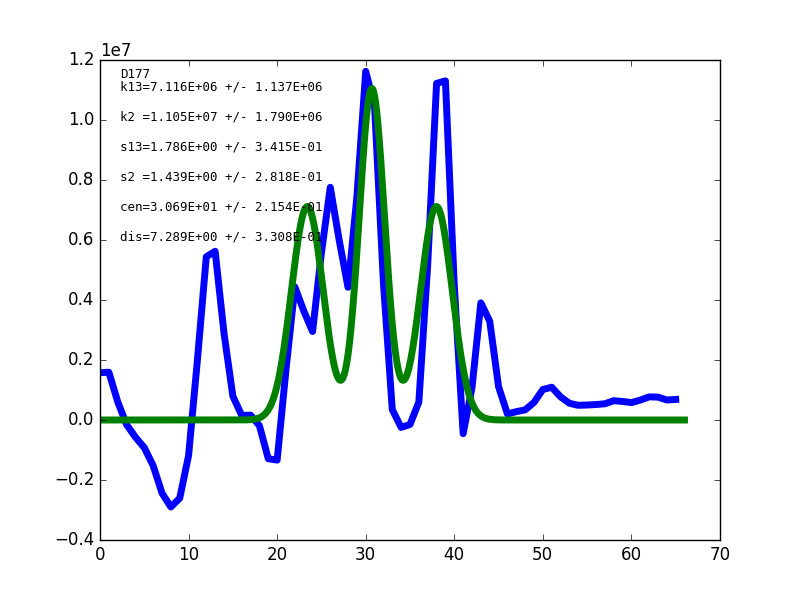 1e7
1.2
D177
k13=7.116E+06 +/- 1.137E+06
k2 =1.105E+07 +/- 1.790E+06
1.0
s13=1.786E+00 +/- 3.415E-01
0.8
s2 =1.439E+00 +/- 2.818E-01
cen=3.069E+01 +/- 2.154E-01
0.6
dis=7.289E+00 +/- 3.308E-01
0.4
0.2
0.0
−0.2
−0.4
0 10 20 30 40 50 60 70